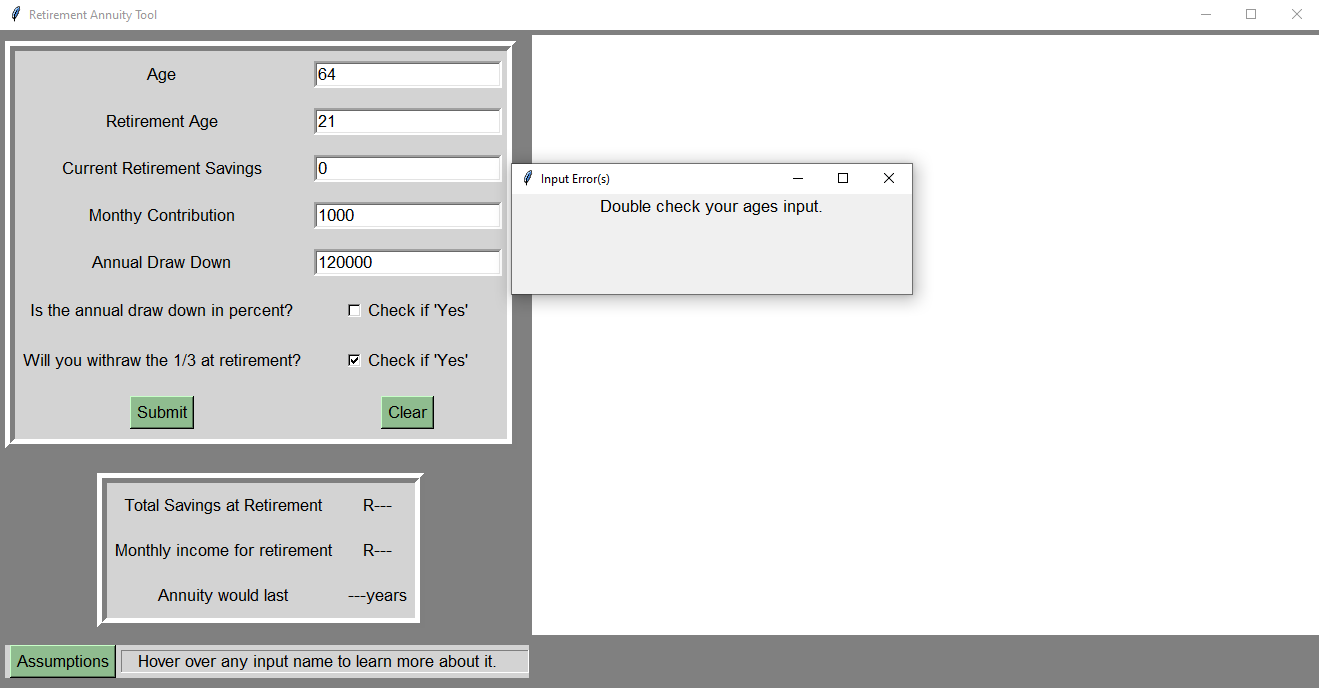 Retirement Annuity Tool
Age 64
Retirement Age 21
Current Retirement Savings 0
Monthy Contribution 1000
Annual Draw Down 120000
Is the annual draw down in percent? Check if 'Yes'
Will you withraw the 1/3 at retirement? Check if 'Yes'
Submit Clear
Input Error(s)
Double check your ages input.
Total Savings at Retirement R---
Monthly income for retirement R---
Annuity would last ---years
Assumptions Hover over any input name to learn more about it.